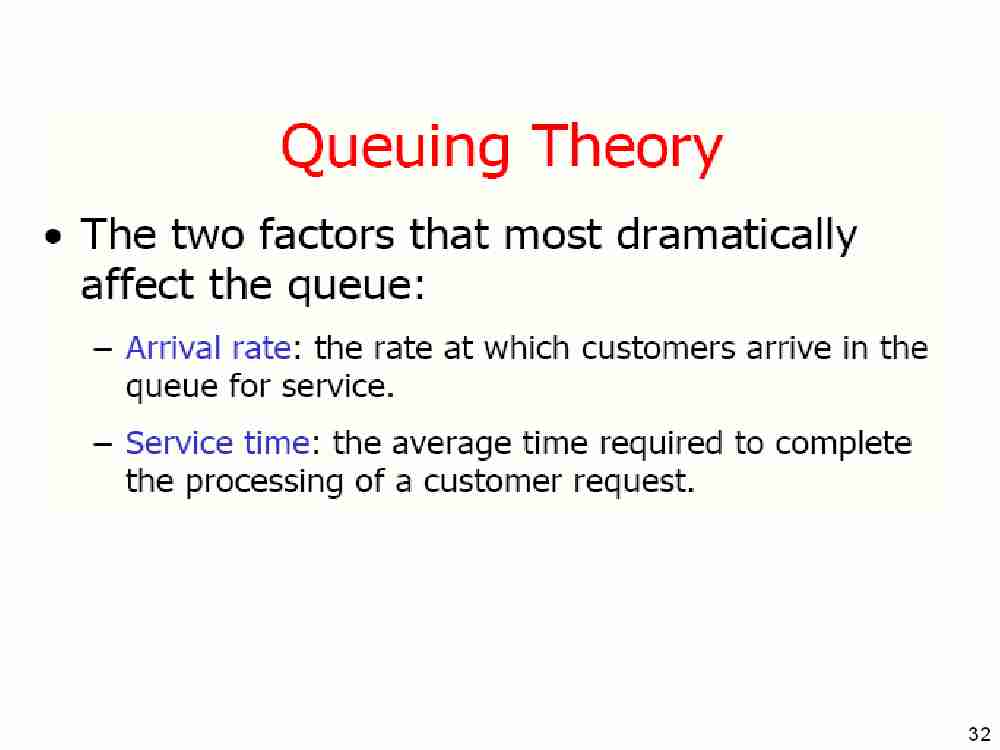 Queuing Theory
• The two factors that most dramatically
affect the queue:
– Arrival rate: the rate at which customers arrive in the
queue for service.
– Service time: the average time required to complete
the processing of a customer request.
32